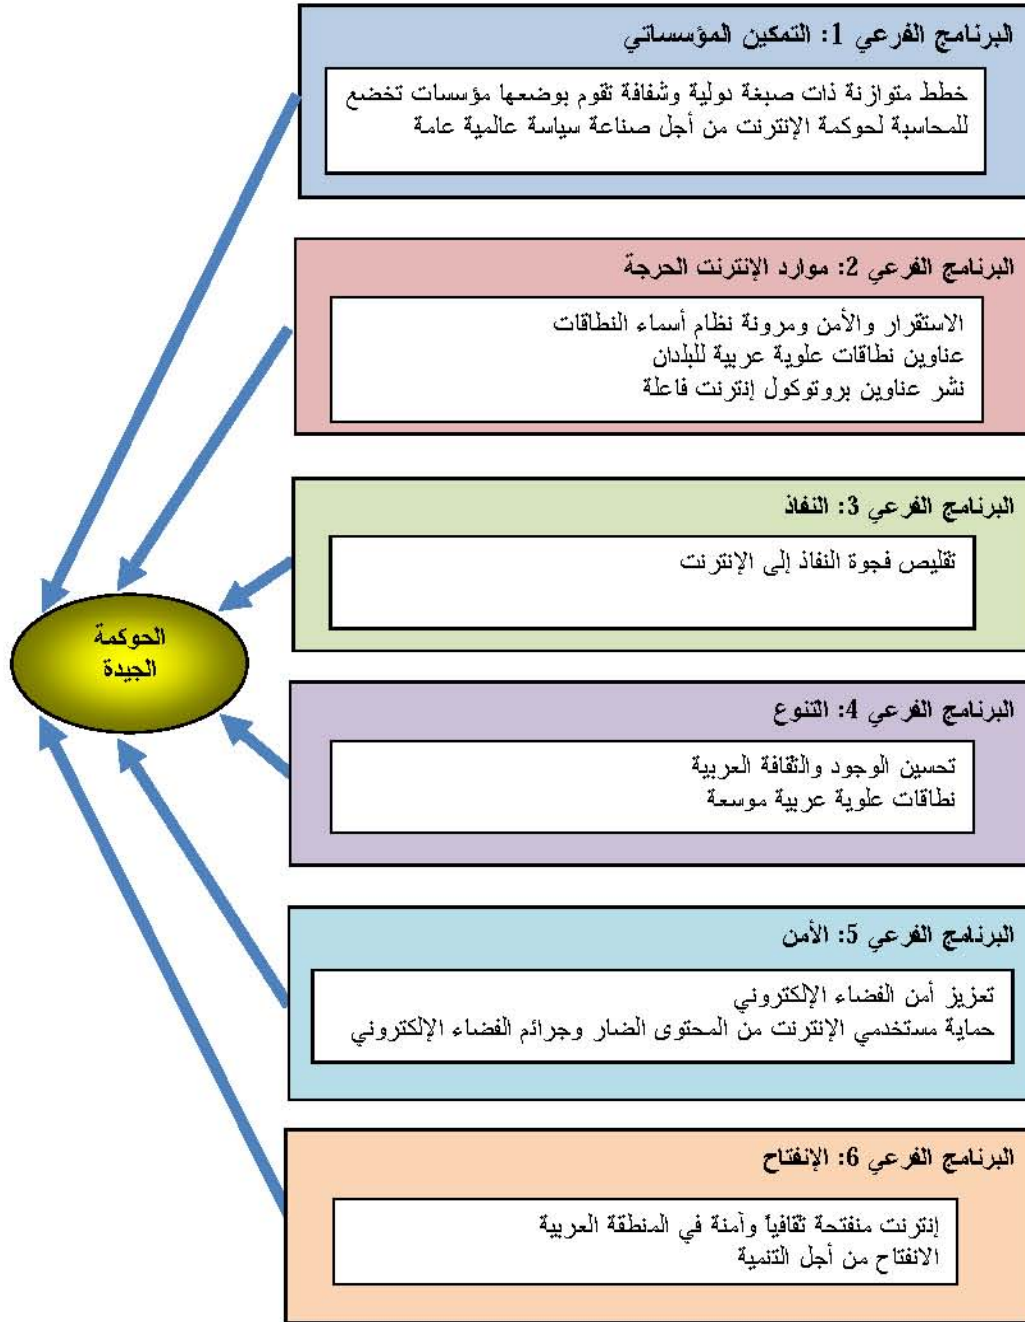 البرنامج الفرعي 1: التمكين المؤسساتي
خطط متوازنة ذات صبغة دولية وشفافة تقوم بوضعها مؤسسات تخضع
للمحاسبة لحوكمة الإنترنت من أجل صناعة سياسة عالمية عامة
البرنامج الفرعي 2: موارد الإنترنت الحرجة
الاستقرار والأمن ومرونة نظام أسماء النطاقات
عناوين نطاقات علوية عربية للبلدان
نشر عناوين بروتوكول إنترنت فاعلة
البرنامج الفرعي 3: النفاذ
تقليص فجوة النفاذ إلى الإنترنت
الحوكمة
الجيدة
البرنامج الفرعي 4: التنوع
تحسين الوجود والثقافة العربية
نطاقات علوية عربية موسعة
البرنامج الفرعي 5: الأمن
تعزيز أمن الفضاء الإلكتروني
حماية مستخدمي الإنترنت من المحتوى الضار وجرائم الفضاء الإلكتروني
البرنامج الفرعي 6: الإنفتاح
إنترنت منفتحة ثقافياً وآمنة في المنطقة العربية
الانفتاح من أجل التنمية